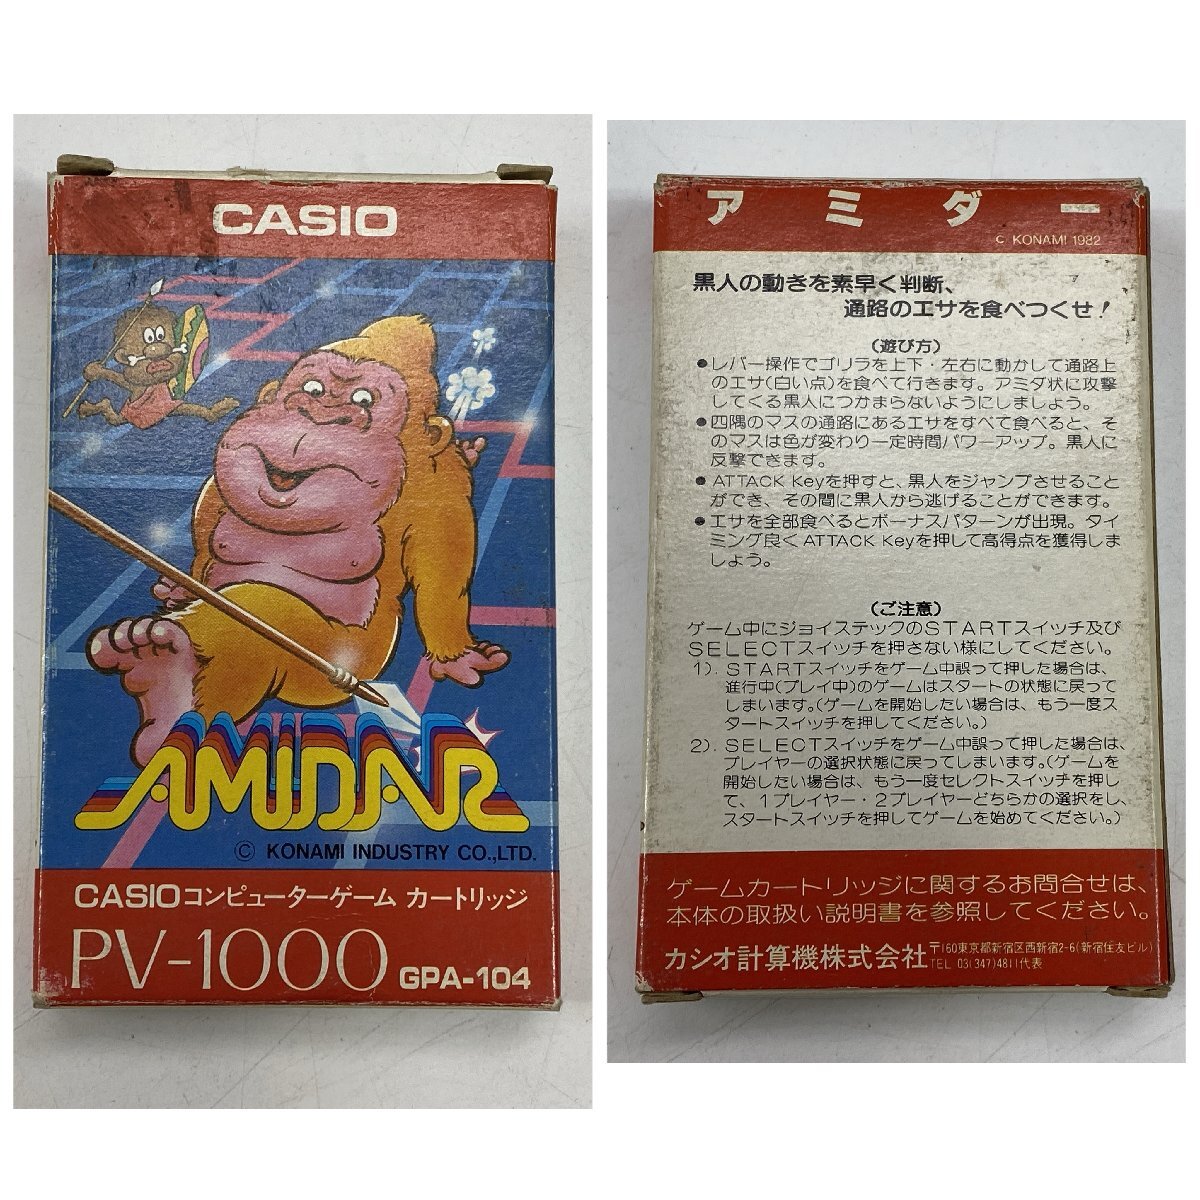 CASIO
AMIDAR
© KONAMI INDUSTRY CO.,LTD.
CASIOコンピューターゲーム カートリッジ
PV-1000 GPA-104
アミダー
C KONAMI 1982
黒人の動きを素早く判断、
通路のエサを食べつくせ!
(遊び方)
●レバー操作でゴリラを上下・左右に動かして通路上
のエサ(白い点)を食べて行きます。アミダ状に攻撃
してくる黒人につかまらないようにしましょう。
●四隅のマスの通路にあるエサをすべて食べると、そ
のマスは色が変わり一定時間パワーアップ。黒人に
反撃できます。
●ATTACK Keyを押すと、黒人をジャンプさせること
ができ、その間に黒人から逃げることができます。
●エサを全部食べるとボーナスパターンが出現。タイ
ミング良くATTACK Keyを押して高得点を獲得しま
しょう。
(ご注意)
ゲーム中にジョイステックのSTARTスイッチ及び
SELECTスイッチを押さない様にしてください。
1). STARTスイッチをゲーム中誤って押した場合は、
進行中(プレイ中)のゲームはスタートの状態に戻って
しまいます。(ゲームを開始したい場合は、もう一度ス
タートスイッチを押してください。)
2). SELECTスイッチをゲーム中誤って押した場合は、
プレイヤーの選択状態に戻ってしまいます。(ゲームを
開始したい場合は、もう一度セレクトスイッチを押し
て、1プレイヤー・2プレイヤーどちらかの選択をし、
スタートスイッチを押してゲームを始めてください。)
ゲームカートリッジに関するお問合せは、
本体の取扱い説明書を参照してください。
カシオ計算機株式会社 〒160東京都新宿区西新宿2-6(新宿住友ビル)
TEL 03(347)4811代表